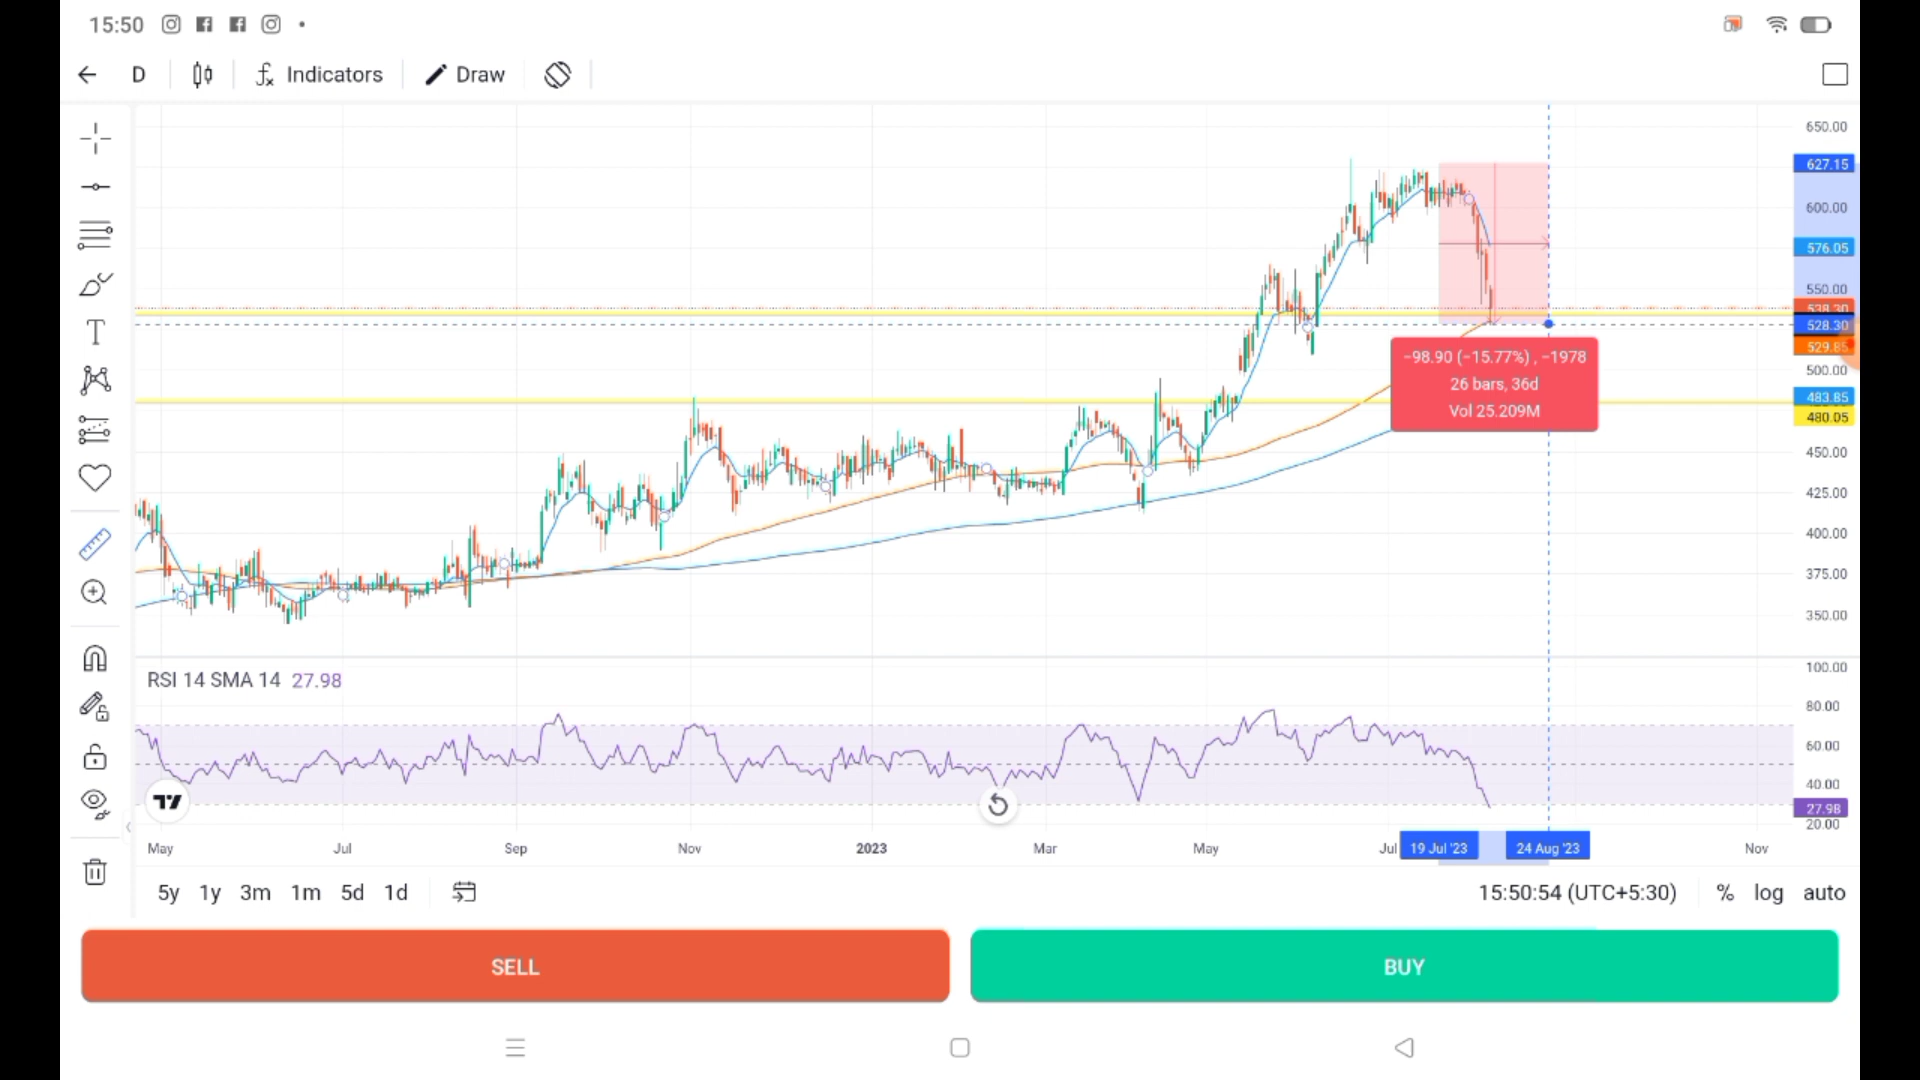 15:50
D
Indicators
Draw
650.00
627.15
600.00
576.05
550.00
538.30
528.30
529.85
500.00
483.85
480.05
450.00
425.00
400.00
375.00
350.00
−98.90 (−15.77%) , −1978
26 bars, 36d
Vol 25.209M
RSI 14 SMA 14 27.98
100.00
80.00
60.00
40.00
27.98
20.00
May
Jul
Sep
Nov
2023
Mar
May
Jul
19 Jul '23
24 Aug '23
Nov
5y 1y 3m 1m 5d 1d
15:50:54 (UTC+5:30)
% log auto
SELL
BUY